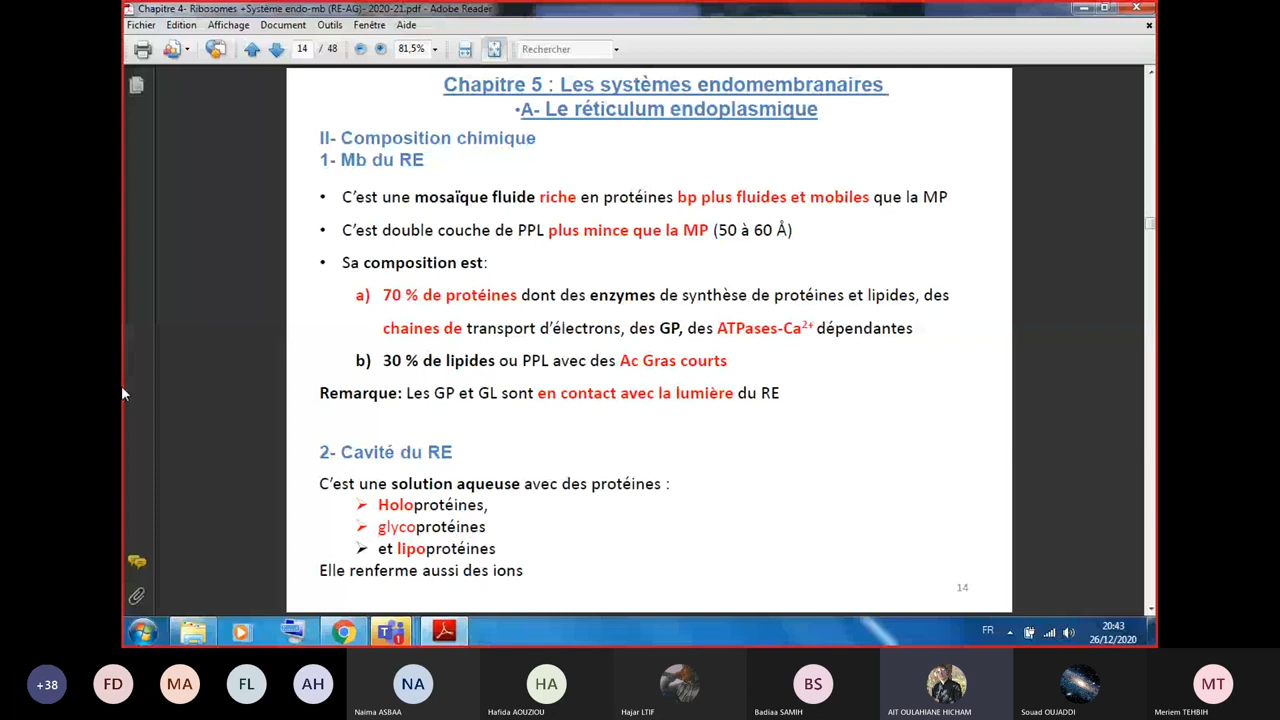 Chapitre 4- Ribosomes +Système endo-mb (RE-AG)- 2020-21.pdf - Adobe Reader
Fichier Edition Affichage Document Outils Fenêtre Aide
14 / 48 81,5% Rechercher
Chapitre 5 : Les systèmes endomembranaires
•A- Le réticulum endoplasmique
II- Composition chimique
1- Mb du RE
• C’est une mosaïque fluide riche en protéines bp plus fluides et mobiles que la MP
• C’est double couche de PPL plus mince que la MP (50 à 60 Å)
• Sa composition est:
a) 70 % de protéines dont des enzymes de synthèse de protéines et lipides, des
chaines de transport d’électrons, des GP, des ATPases-Ca2+ dépendantes
b) 30 % de lipides ou PPL avec des Ac Gras courts
Remarque: Les GP et GL sont en contact avec la lumière du RE
2- Cavité du RE
C’est une solution aqueuse avec des protéines :
➢ Holoprotéines,
➢ glycoprotéines
➢ et lipoprotéines
Elle renferme aussi des ions
14
FR
20:43
26/12/2020
+38 FD MA FL AH NA HA BS MT
Naima ASBAA Hafida AOUZIOU Hajar LTIF Badiaa SAMIH AIT OULAHIANE HICHAM Souad OUJADDI Meriem TEHBIH